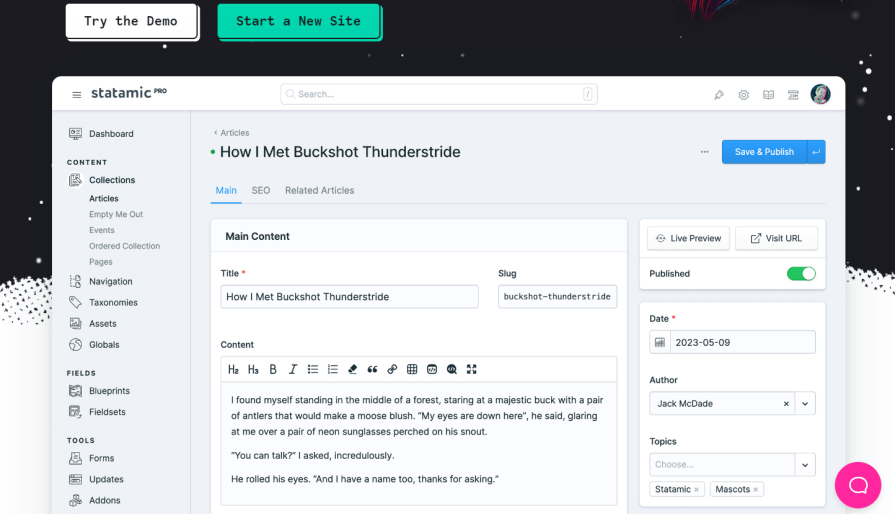 Try the Demo
Start a New Site
statamic PRO
Search...
/
Dashboard
CONTENT
Collections
Articles
Empty Me Out
Events
Ordered Collection
Pages
Navigation
Taxonomies
Assets
Globals
FIELDS
Blueprints
Fieldsets
TOOLS
Forms
Updates
Addons
‹ Articles
How I Met Buckshot Thunderstride
Save & Publish
Main
SEO
Related Articles
Main Content
Title *
How I Met Buckshot Thunderstride
Slug
buckshot-thunderstride
Content
H2 H3 B I
I found myself standing in the middle of a forest, staring at a majestic buck with a pair
of antlers that would make a moose blush. “My eyes are down here”, he said, glaring
at me over a pair of neon sunglasses perched on his snout.
“You can talk?” I asked, incredulously.
He rolled his eyes. “And I have a name too, thanks for asking.”
Live Preview
Visit URL
Published
Date *
2023-05-09
Author
Jack McDade ×
Topics
Choose...
Statamic ×
Mascots ×